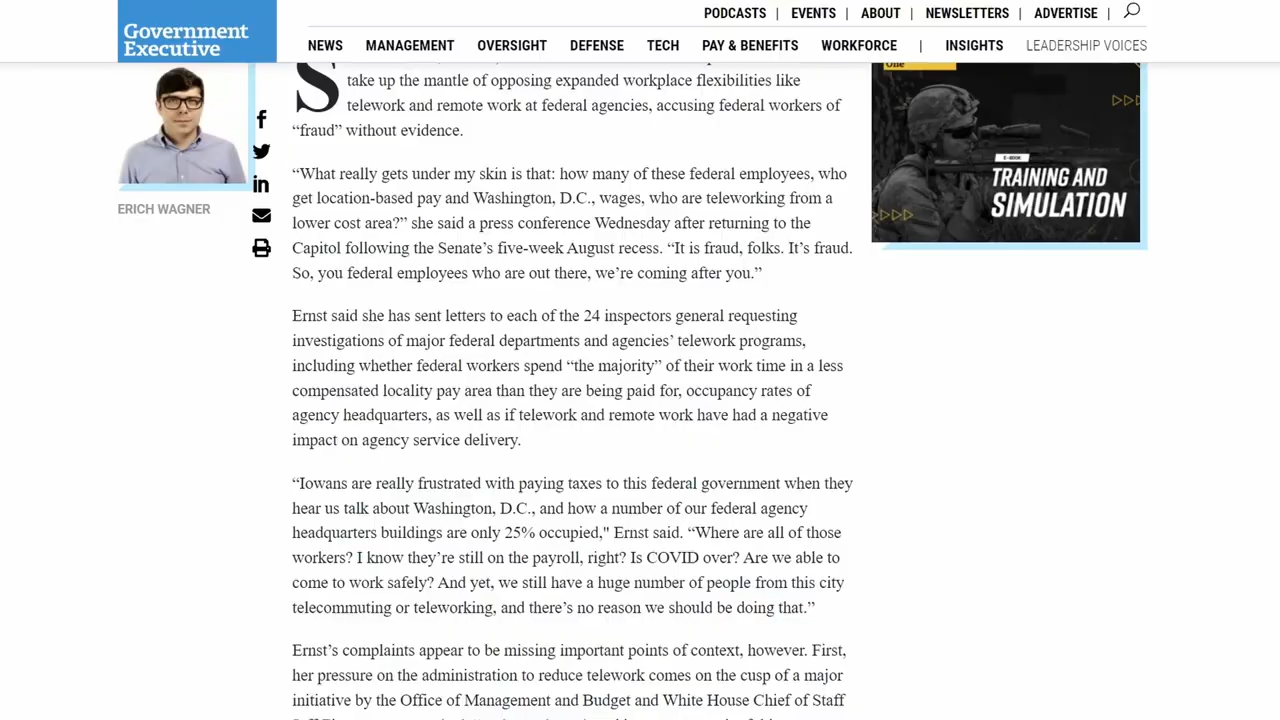 PODCASTS | EVENTS | ABOUT | NEWSLETTERS | ADVERTISE |
Government
Executive
NEWS MANAGEMENT OVERSIGHT DEFENSE TECH PAY & BENEFITS WORKFORCE | INSIGHTS LEADERSHIP VOICES
S
take up the mantle of opposing expanded workplace flexibilities like
telework and remote work at federal agencies, accusing federal workers of
“fraud” without evidence.
“What really gets under my skin is that: how many of these federal employees, who
get location-based pay and Washington, D.C., wages, who are teleworking from a
lower cost area?” she said a press conference Wednesday after returning to the
Capitol following the Senate’s five-week August recess. “It is fraud, folks. It’s fraud.
So, you federal employees who are out there, we’re coming after you.”
Ernst said she has sent letters to each of the 24 inspectors general requesting
investigations of major federal departments and agencies’ telework programs,
including whether federal workers spend “the majority” of their work time in a less
compensated locality pay area than they are being paid for, occupancy rates of
agency headquarters, as well as if telework and remote work have had a negative
impact on agency service delivery.
“Iowans are really frustrated with paying taxes to this federal government when they
hear us talk about Washington, D.C., and how a number of our federal agency
headquarters buildings are only 25% occupied," Ernst said. “Where are all of those
workers? I know they’re still on the payroll, right? Is COVID over? Are we able to
come to work safely? And yet, we still have a huge number of people from this city
telecommuting or teleworking, and there’s no reason we should be doing that.”
Ernst’s complaints appear to be missing important points of context, however. First,
her pressure on the administration to reduce telework comes on the cusp of a major
initiative by the Office of Management and Budget and White House Chief of Staff
ERICH WAGNER
One
E-BOOK
TRAINING AND
SIMULATION